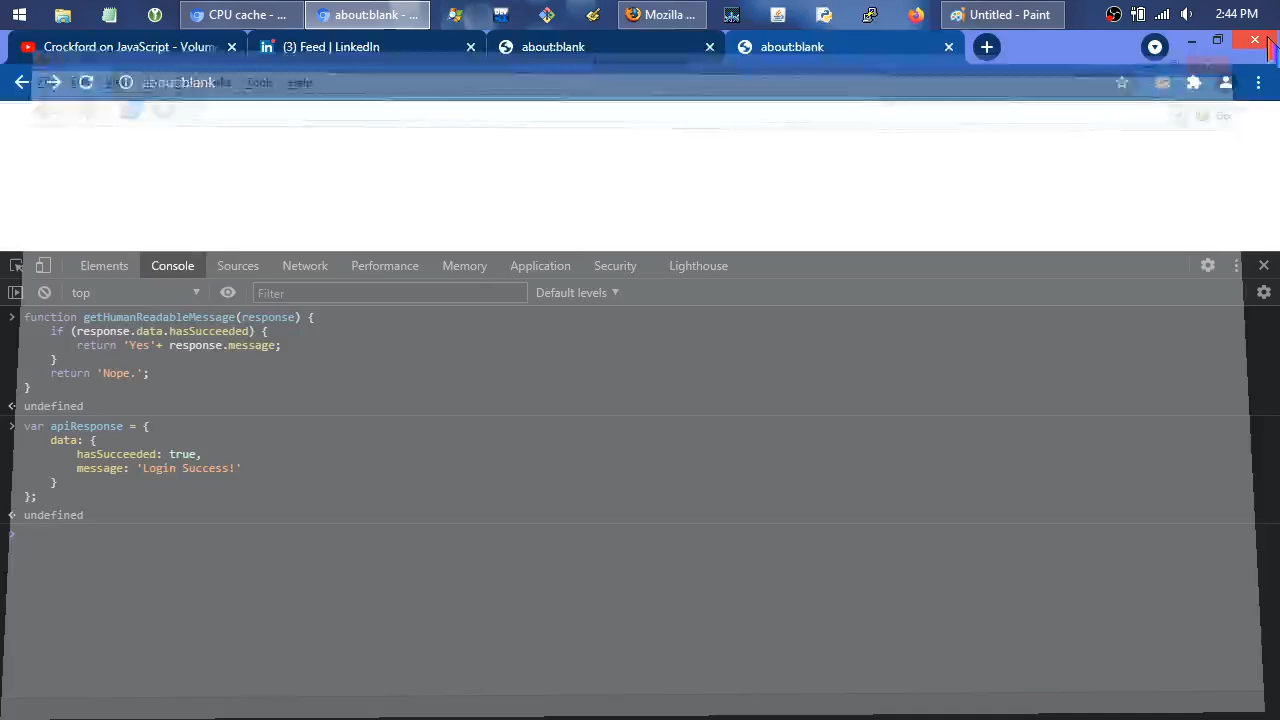 CPU cache - ...
about:blank - ...
Mozilla ...
Untitled - Paint
2:44 PM
Crockford on JavaScript - Volum
(3) Feed | LinkedIn
about:blank
about:blank
about:blank
Tools
Help
Elements
Console
Sources
Network
Performance
Memory
Application
Security
Lighthouse
top
Filter
Default levels
function getHumanReadableMessage(response) {
if (response.data.hasSucceeded) {
return 'Yes'+ response.message;
}
return 'Nope.';
}
undefined
var apiResponse = {
data: {
hasSucceeded: true,
message: 'Login Success!'
}
};
undefined